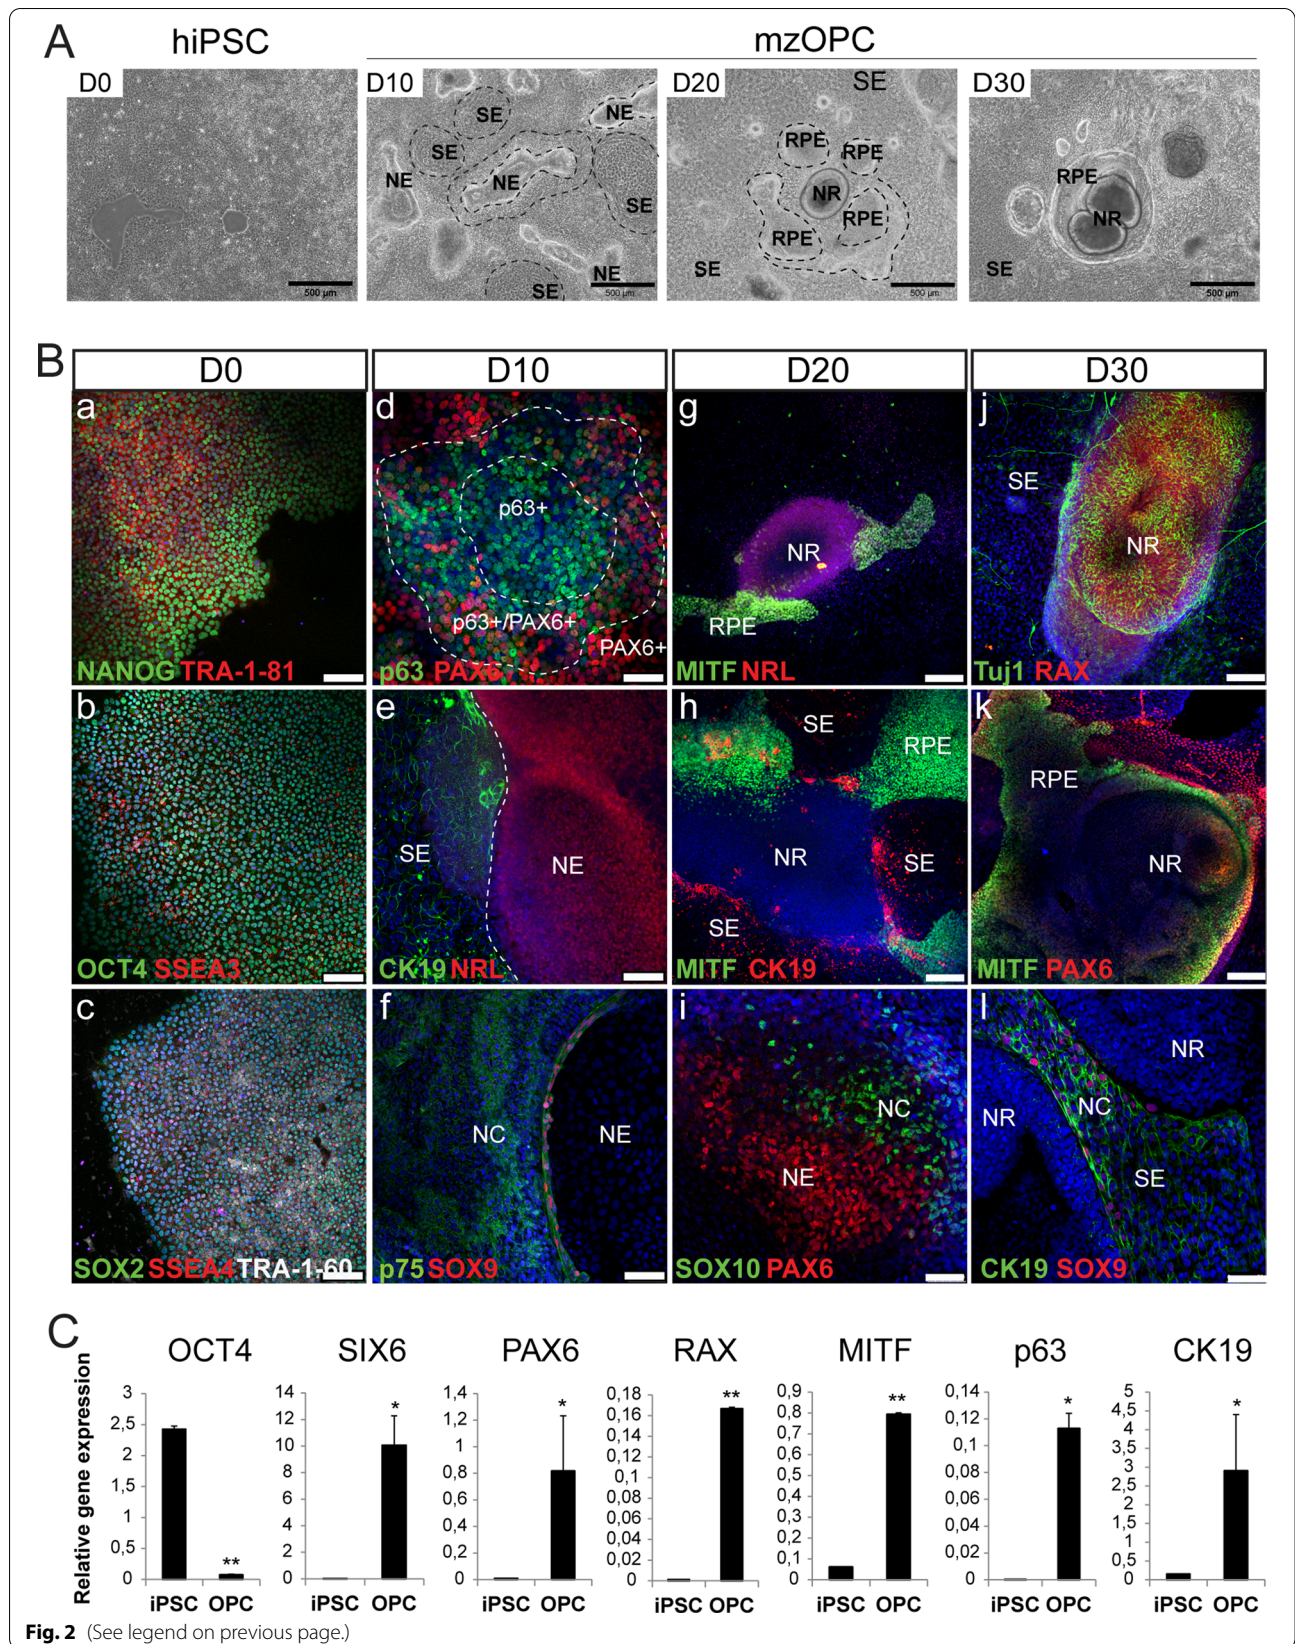 A
hiPSC
mzOPC
D0
500 µm
D10
SE
NE
SE
NE
NE
SE
NE
SE
500 µm
D20
SE
RPE
RPE
NR
RPE
RPE
SE
500 µm
D30
RPE
NR
SE
500 µm
B
D0
D10
D20
D30
a
NANOG TRA-1-81
d
p63+
p63+/PAX6+
PAX6+
p63 PAX6
g
NR
RPE
MITF NRL
j
SE
NR
Tuj1 RAX
b
OCT4 SSEA3
e
SE
NE
CK19 NRL
h
SE
RPE
NR
SE
SE
MITF CK19
k
RPE
NR
MITF PAX6
c
SOX2 SSEA4 TRA-1-60
f
NC
NE
p75 SOX9
i
NC
NE
SOX10 PAX6
l
NR
NR
NC
SE
CK19 SOX9
C
Relative gene expression
OCT4
3
2,5
2
1,5
1
0,5
0
**
iPSC OPC
SIX6
14
12
10
8
6
4
2
0
*
iPSC OPC
PAX6
1,4
1,2
1
0,8
0,6
0,4
0,2
0
*
iPSC OPC
RAX
0,18
0,16
0,14
0,12
0,1
0,08
0,06
0,04
0,02
0
**
iPSC OPC
MITF
0,9
0,8
0,7
0,6
0,5
0,4
0,3
0,2
0,1
0
**
iPSC OPC
p63
0,14
0,12
0,1
0,08
0,06
0,04
0,02
0
*
iPSC OPC
CK19
5
4,5
4
3,5
3
2,5
2
1,5
1
0,5
0
*
iPSC OPC
Fig. 2 (See legend on previous page.)